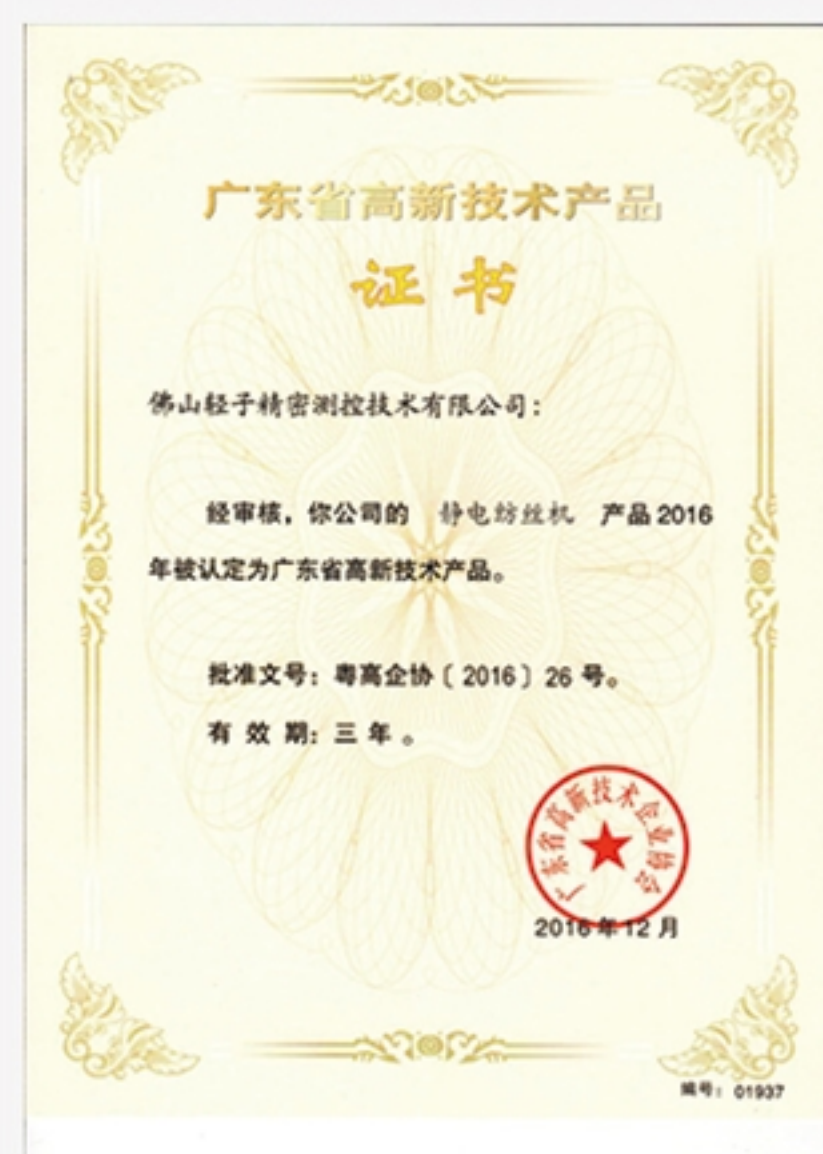 广东省高新技术产品
证书
佛山轻子精密测控技术有限公司：
经审核，你公司的 静电纺丝机 产品2016
年被认定为广东省高新技术产品。
批准文号：粤高企协〔2016〕26号。
有 效 期：三年。
广东省高新技术企业协会
2016年12月
编号：01937